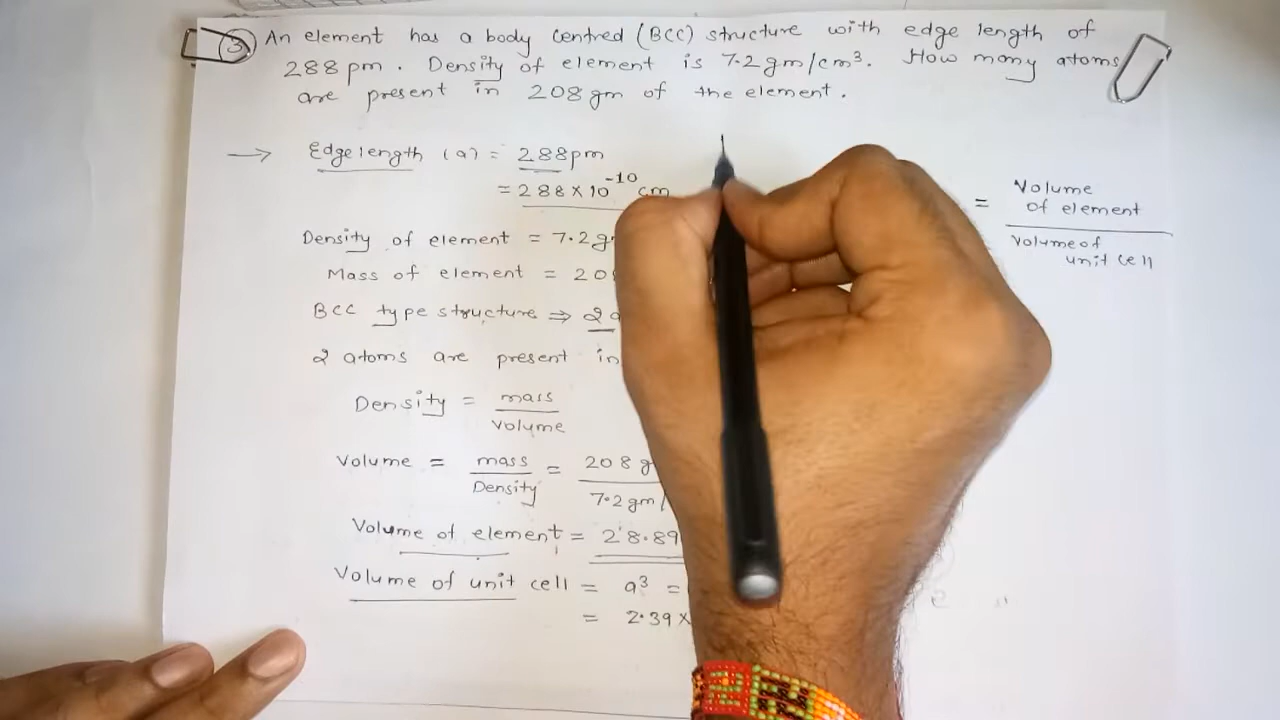 ③ An element has a body centred (BCC) structure with edge length of
288 pm. Density of element is 7.2 gm/cm³. How many atoms
are present in 208 gm of the element.
→ Edge length (a) = 288 pm
= 288 × 10⁻¹⁰ cm
Density of element = 7.2 g
Mass of element = 20
BCC type structure ⇒ 2
2 atoms are present in
Density = mass / volume
Volume = mass / Density = 208 g / 7.2 gm/
Volume of element = 28.89
Volume of unit cell = a³ =
= 2.39 ×
= Volume of element / Volume of unit cell